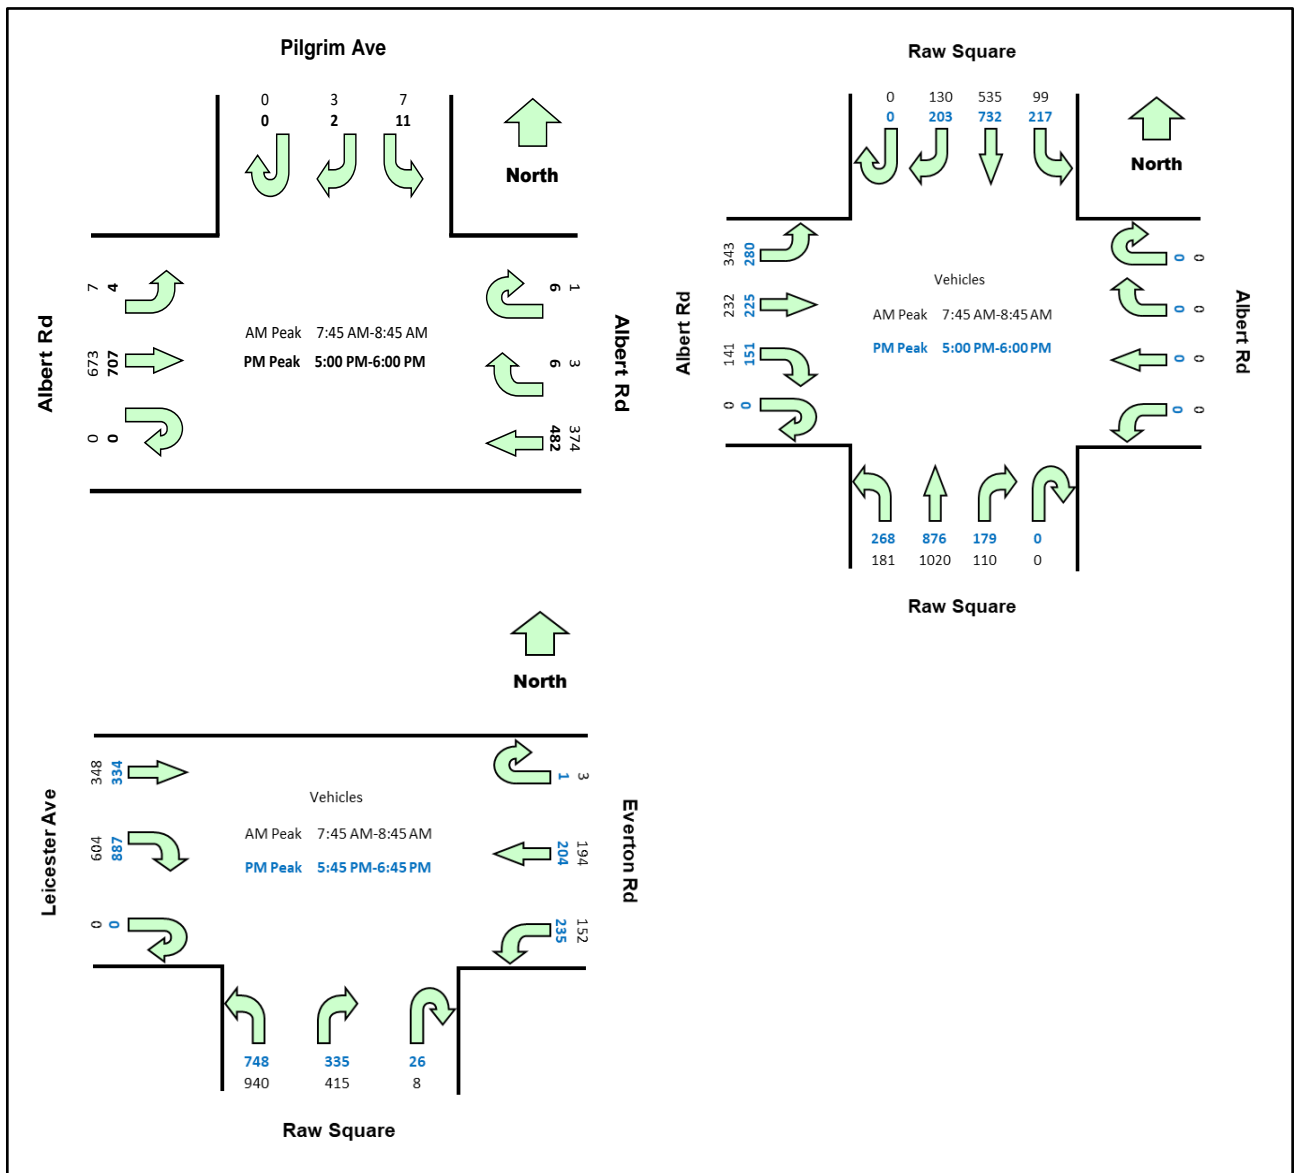 Pilgrim Ave
0 3 7
0 2 11
North
7
4
673
707
0
0
Albert Rd
AM Peak 7:45 AM-8:45 AM
PM Peak 5:00 PM-6:00 PM
6 1
6 3
482 374
Albert Rd
Raw Square
0 130 535 99
0 203 732 217
North
343
280
232
225
141
151
0
0
Albert Rd
Vehicles
AM Peak 7:45 AM-8:45 AM
PM Peak 5:00 PM-6:00 PM
0 0
0 0
0 0
0 0
Albert Rd
268 876 179 0
181 1020 110 0
Raw Square
North
348
334
604
887
0
0
Leicester Ave
Vehicles
AM Peak 7:45 AM-8:45 AM
PM Peak 5:45 PM-6:45 PM
1 3
204 194
235 152
Everton Rd
748 335 26
940 415 8
Raw Square